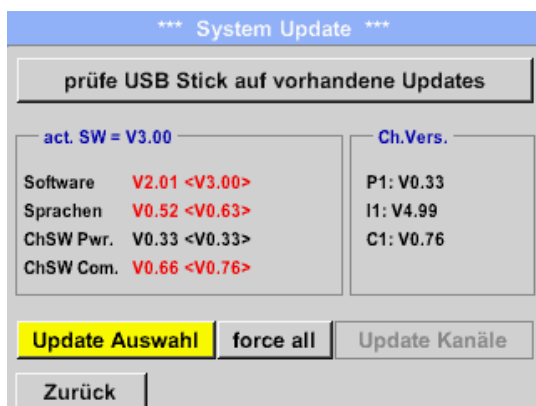 *** System Update ***
prüfe USB Stick auf vorhandene Updates
act. SW = V3.00
Software V2.01 <V3.00>
Sprachen V0.52 <V0.63>
ChSW Pwr. V0.33 <V0.33>
ChSW Com. V0.66 <V0.76>
Ch.Vers.
P1: V0.33
I1: V4.99
C1: V0.76
Update Auswahl
force all
Update Kanäle
Zurück